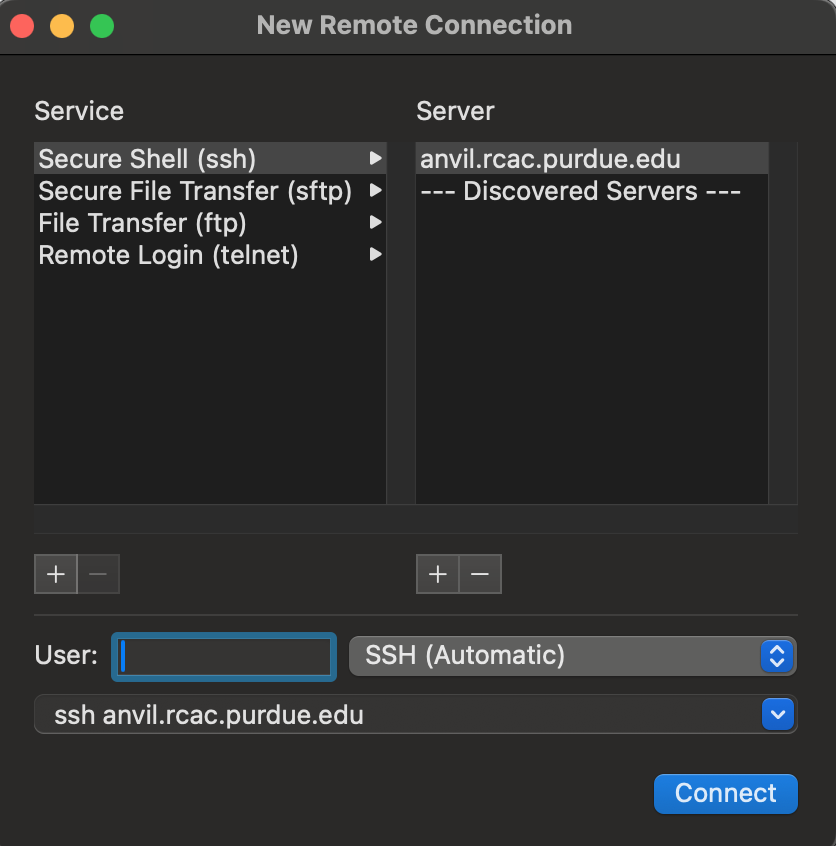 New Remote Connection
Service
Server
Secure Shell (ssh)
Secure File Transfer (sftp)
File Transfer (ftp)
Remote Login (telnet)
anvil.rcac.purdue.edu
--- Discovered Servers ---
User:
SSH (Automatic)
ssh anvil.rcac.purdue.edu
Connect